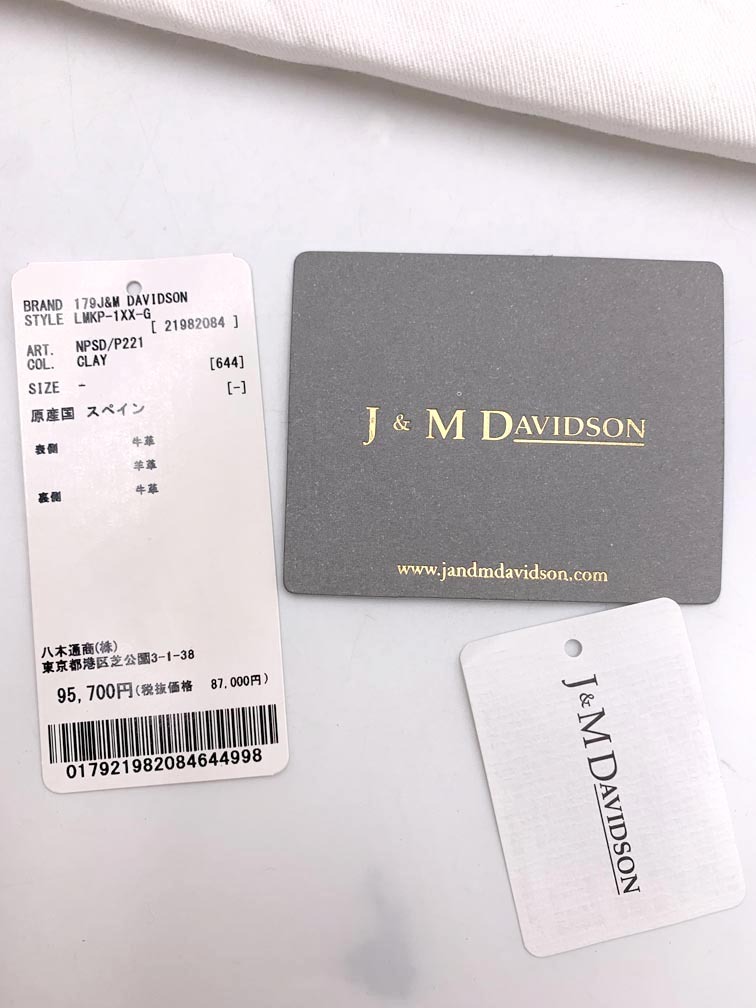 BRAND 179J&M DAVIDSON
STYLE LMKP-1XX-G
[ 21982084 ]
ART. NPSD/P221
COL. CLAY [644]
SIZE - [-]
原産国 スペイン
表側 牛革
羊革
裏側 牛革
八木通商(株)
東京都港区芝公園3-1-38
95,700円(税抜価格 87,000円)
017921982084644998
J & M DAVIDSON
www.jandmdavidson.com
J & M DAVIDSON